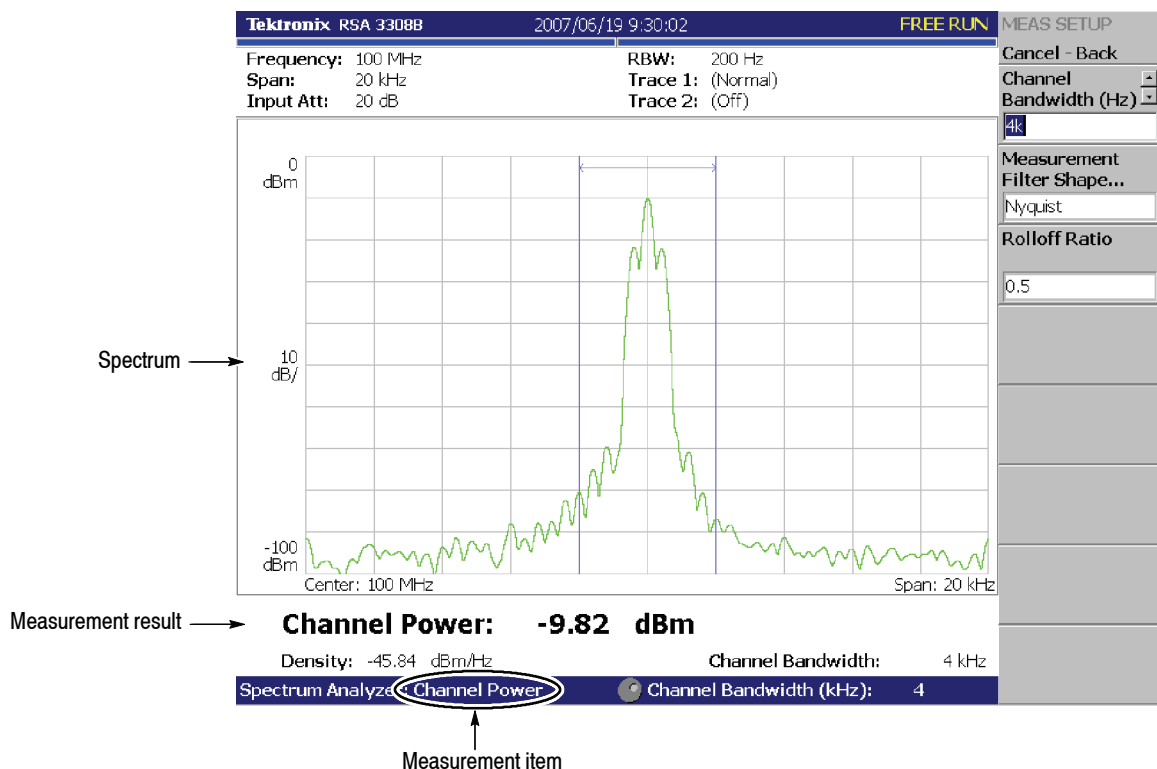 Tektronix RSA 3308B 2007/06/19 9:30:02 FREE RUN
MEAS SETUP
Cancel - Back
Frequency: 100 MHz RBW: 200 Hz
Span: 20 kHz Trace 1: (Normal)
Input Att: 20 dB Trace 2: (Off)
Channel
Bandwidth (Hz)
4k
Measurement
Filter Shape...
Nyquist
Rolloff Ratio
0.5
0
dBm
Spectrum
10
dB/
-100
dBm
Center: 100 MHz Span: 20 kHz
Measurement result
Channel Power: -9.82 dBm
Density: -45.84 dBm/Hz Channel Bandwidth: 4 kHz
Spectrum Analyzer: Channel Power Channel Bandwidth (kHz): 4
Measurement item